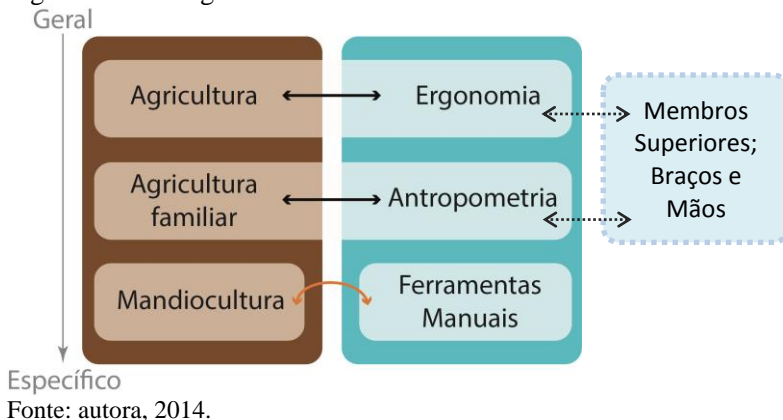 Geral
Agricultura
Ergonomia
Membros
Superiores;
Braços e
Mãos
Agricultura
familiar
Antropometria
Mandiocultura
Ferramentas
Manuais
Específico
Fonte: autora, 2014.